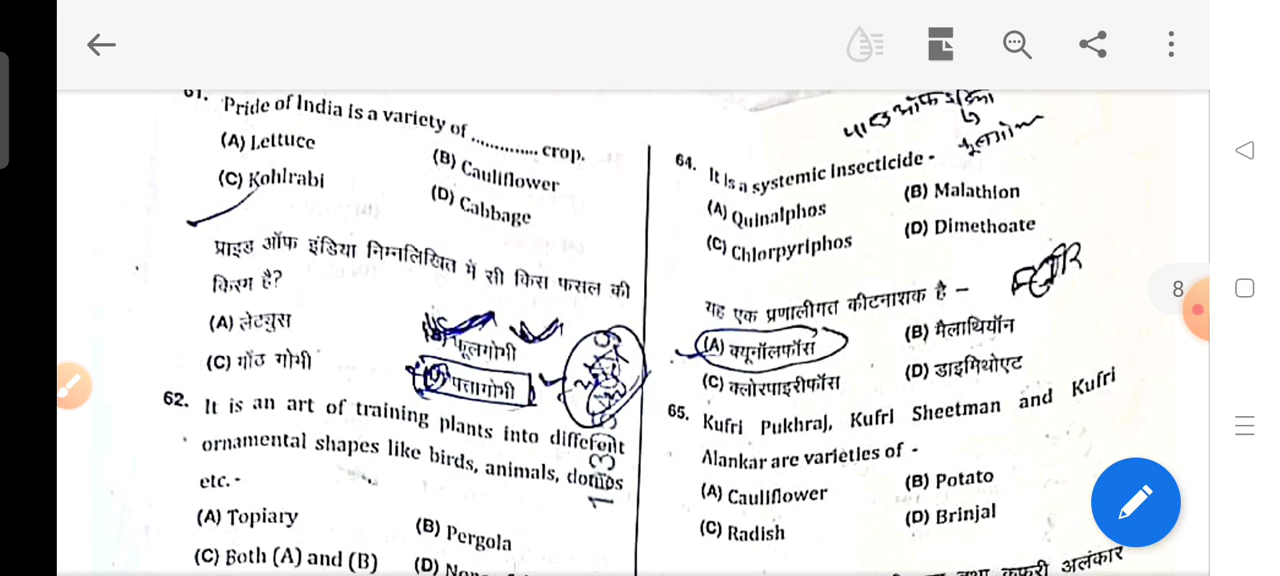 61. Pride of India is a variety of ............. crop.
(A) Lettuce
(B) Cauliflower
(C) Kohlrabi
(D) Cabbage
प्राइड ऑफ इंडिया निम्नलिखित में सी किस फसल की
किस्म है?
(A) लेट्युस
फूलगोभी
(C) गाँठ गोभी
पत्तागोभी
62. It is an art of training plants into different
ornamental shapes like birds, animals, domes
etc. -
(A) Topiary
(B) Pergola
(C) Both (A) and (B)
(D)
64. It is a systemic insecticide -
(A) Quinalphos
(B) Malathion
(C) Chlorpyriphos
(D) Dimethoate
यह एक प्रणालीगत कीटनाशक है –
(A) क्यूनॉलफॉस
(B) मैलाथियॉन
(C) क्लोरपाइरीफॉस
(D) डाइमिथोएट
8
65. Kufri Pukhraj, Kufri Sheetman and Kufri
Alankar are varieties of -
(A) Cauliflower
(B) Potato
(C) Radish
(D) Brinjal
तथा कुफरी अलंकार